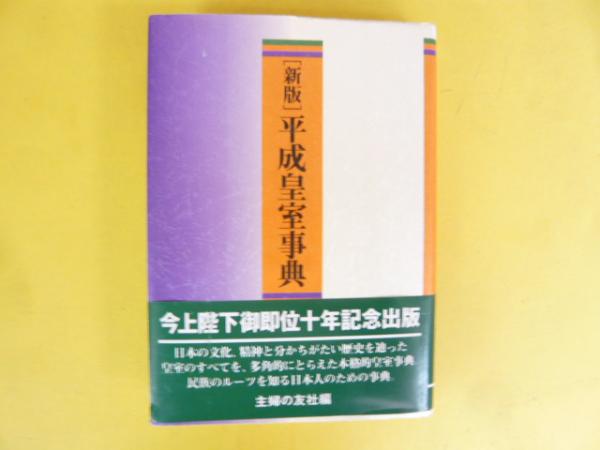 ［新版］平成皇室事典
今上陛下御即位十年記念出版
日本の文化、精神と分かちがたい歴史を辿った
皇室のすべてを、多角的にとらえた本格的皇室事典
民族のルーツを知る日本人のための事典。
主婦の友社編